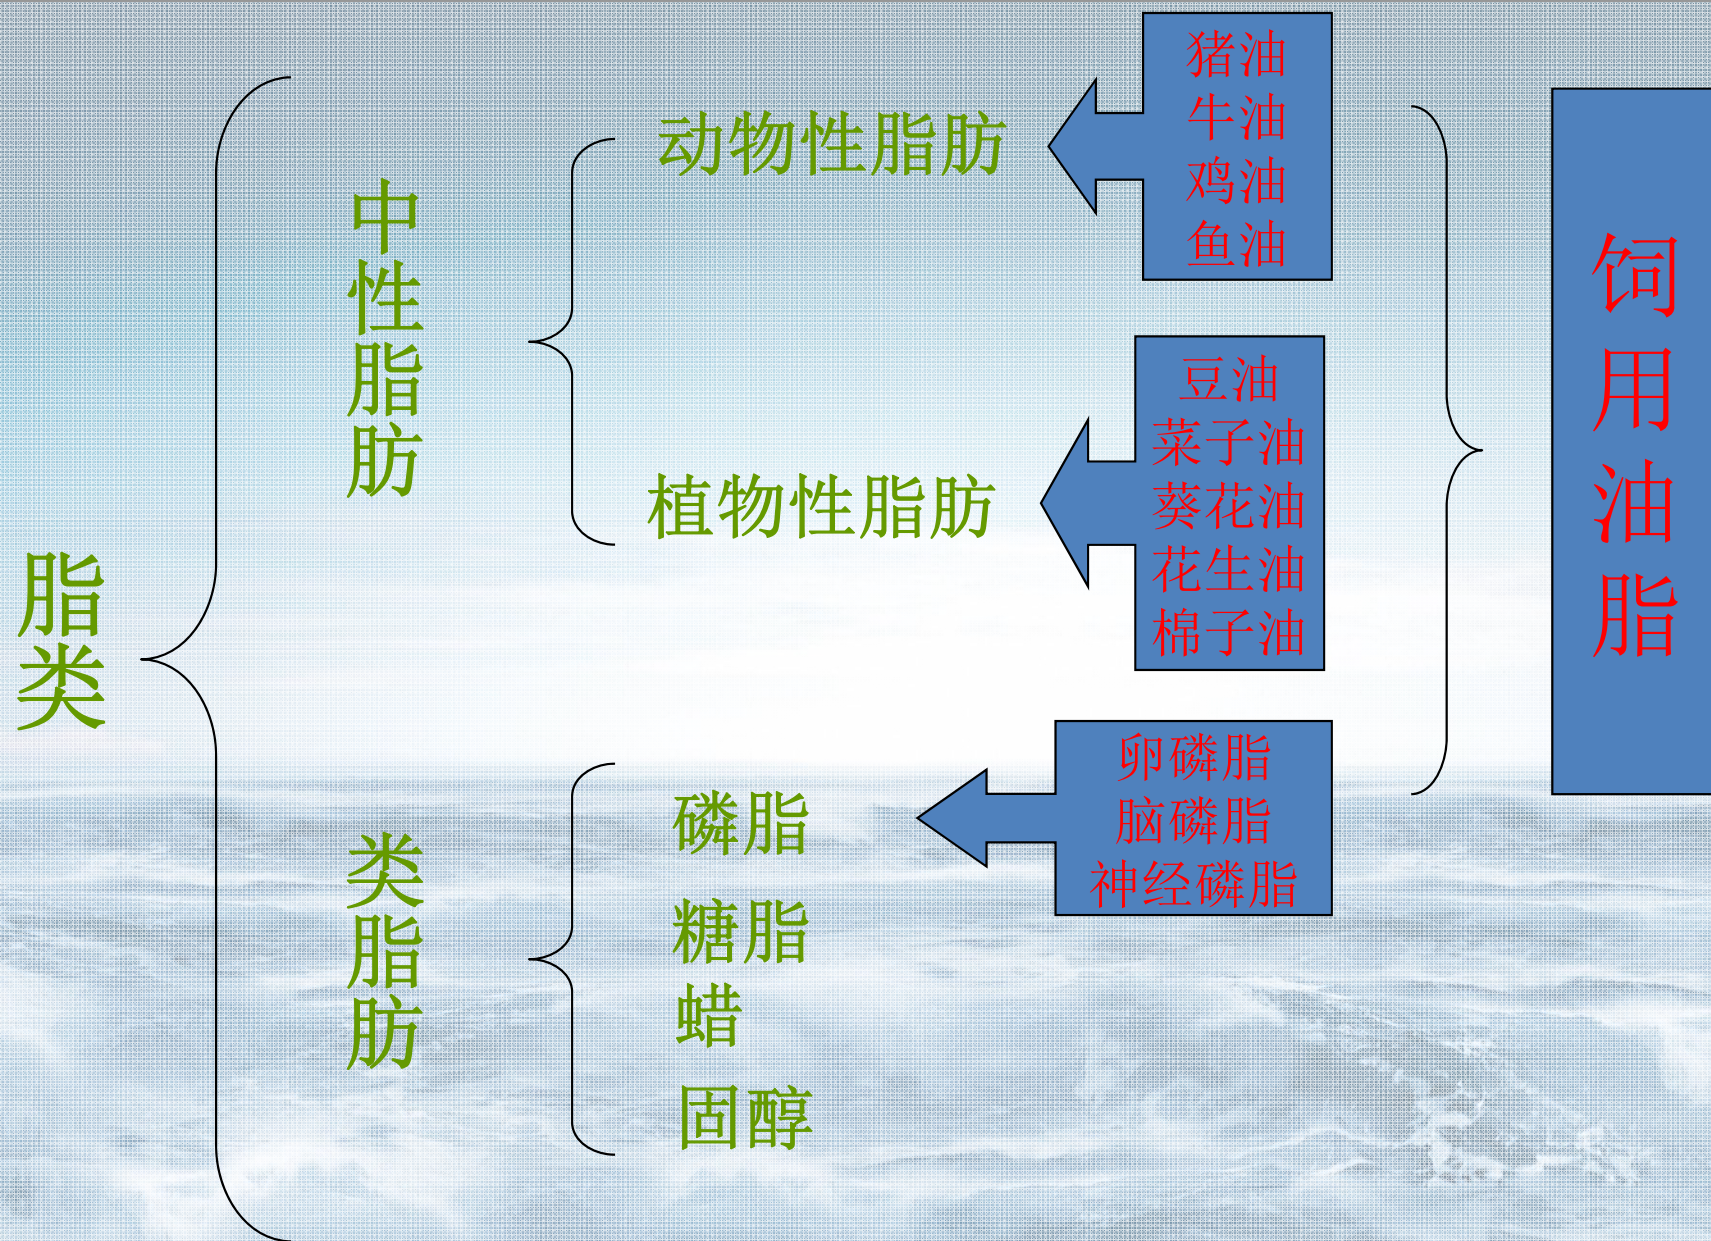 脂类
中性脂肪
动物性脂肪
猪油
牛油
鸡油
鱼油
植物性脂肪
豆油
菜子油
葵花油
花生油
棉子油
类脂肪
磷脂
卵磷脂
脑磷脂
神经磷脂
糖脂
蜡
固醇
饲用油脂